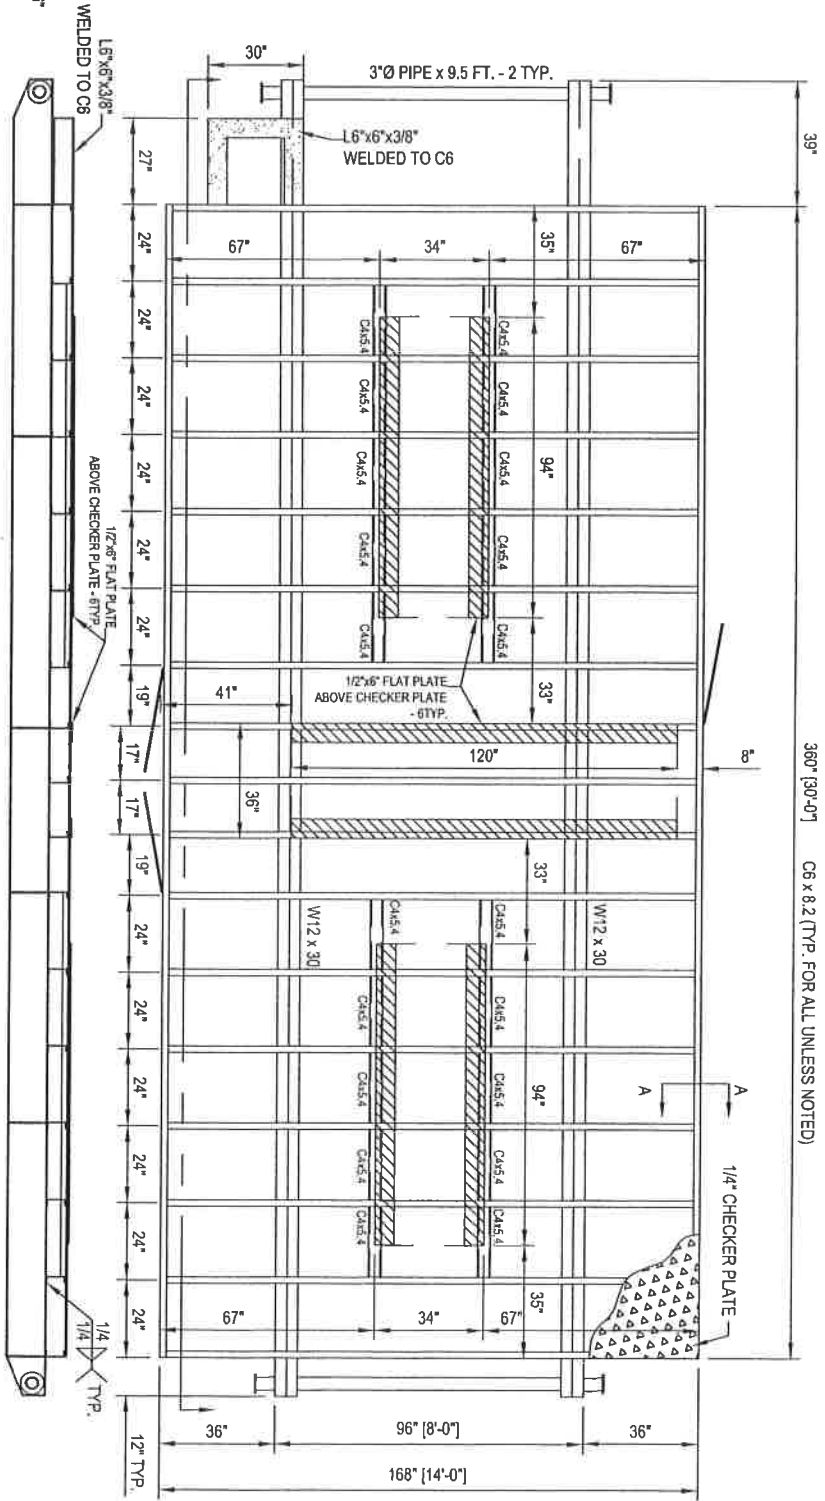 L6"x6"x3/8"
WELDED TO C6
30"
3"Ø PIPE x 9.5 FT. - 2 TYP.
39"
L6"x6"x3/8"
WELDED TO C6
27"
24"
24"
24"
24"
24"
24"
19"
17"
17"
19"
24"
24"
24"
24"
24"
24"
67"
34"
67"
35"
C4x5.4
C4x5.4
C4x5.4
C4x5.4
C4x5.4
C4x5.4
C4x5.4
C4x5.4
C4x5.4
C4x5.4
94"
33"
1/2"x6" FLAT PLATE
ABOVE CHECKER PLATE - 6TYP.
1/2"x6" FLAT PLATE
ABOVE CHECKER PLATE
- 6TYP.
41"
120"
8"
36"
360" [30'-0"]
C6 x 8.2 (TYP. FOR ALL UNLESS NOTED)
33"
W12 x 30
W12 x 30
C4x5.4
C4x5.4
C4x5.4
C4x5.4
C4x5.4
C4x5.4
C4x5.4
C4x5.4
C4x5.4
C4x5.4
94"
A
A
1/4" CHECKER PLATE
35"
67"
34"
67"
1/4
1/4
TYP.
12" TYP.
36"
96" [8'-0"]
36"
168" [14'-0"]